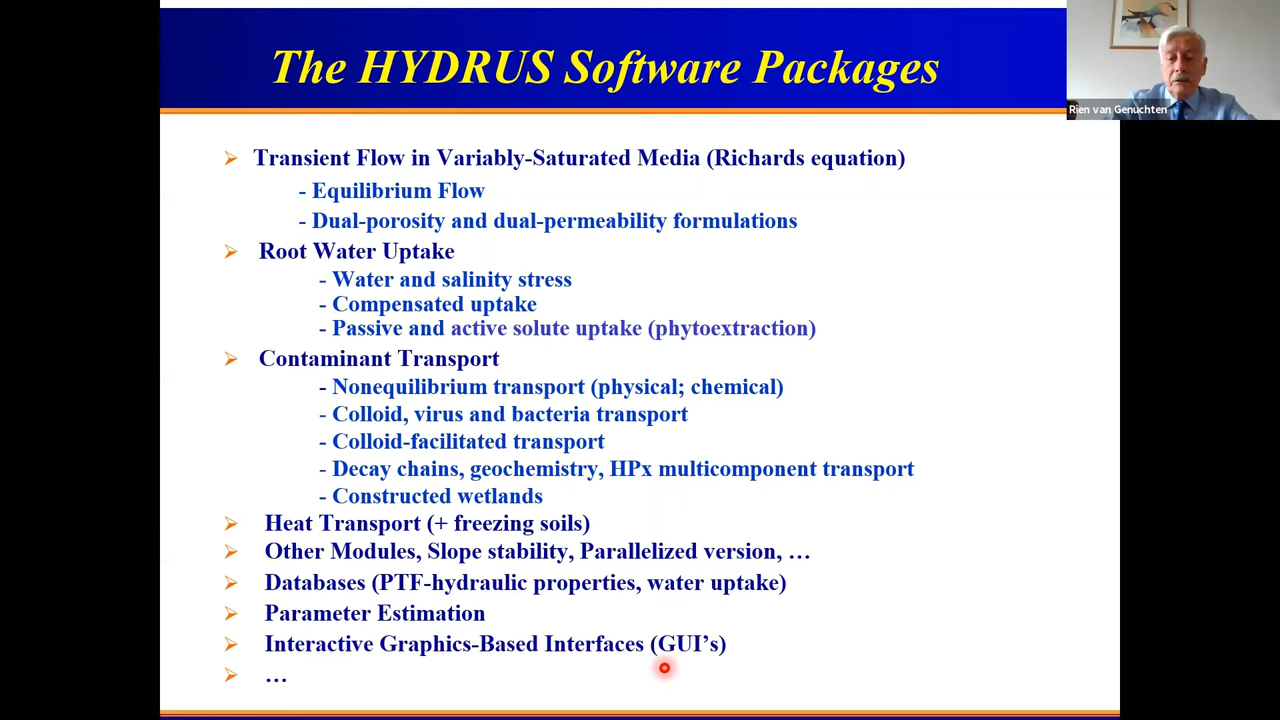 The HYDRUS Software Packages
Rien van Genuchten
Transient Flow in Variably-Saturated Media (Richards equation)
- Equilibrium Flow
- Dual-porosity and dual-permeability formulations
Root Water Uptake
- Water and salinity stress
- Compensated uptake
- Passive and active solute uptake (phytoextraction)
Contaminant Transport
- Nonequilibrium transport (physical; chemical)
- Colloid, virus and bacteria transport
- Colloid-facilitated transport
- Decay chains, geochemistry, HPx multicomponent transport
- Constructed wetlands
Heat Transport (+ freezing soils)
Other Modules, Slope stability, Parallelized version, …
Databases (PTF-hydraulic properties, water uptake)
Parameter Estimation
Interactive Graphics-Based Interfaces (GUI’s)
…